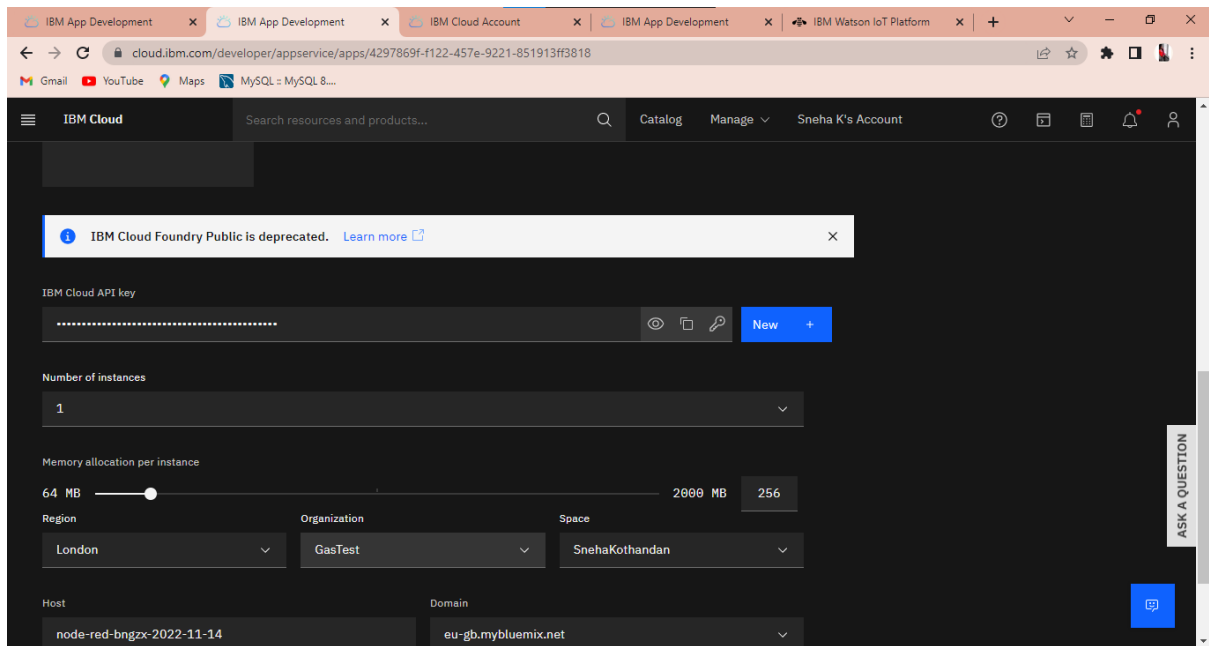 IBM App Development
IBM App Development
IBM Cloud Account
IBM App Development
IBM Watson IoT Platform
cloud.ibm.com/developer/appservice/apps/4297869f-f122-457e-9221-851913ff3818
Gmail YouTube Maps MySQL :: MySQL 8....
IBM Cloud Search resources and products... Catalog Manage Sneha K's Account
IBM Cloud Foundry Public is deprecated. Learn more
IBM Cloud API key
New +
Number of instances
1
Memory allocation per instance
64 MB 2000 MB 256
Region Organization Space
London GasTest SnehaKothandan
Host Domain
node-red-bngzx-2022-11-14 eu-gb.mybluemix.net
ASK A QUESTION